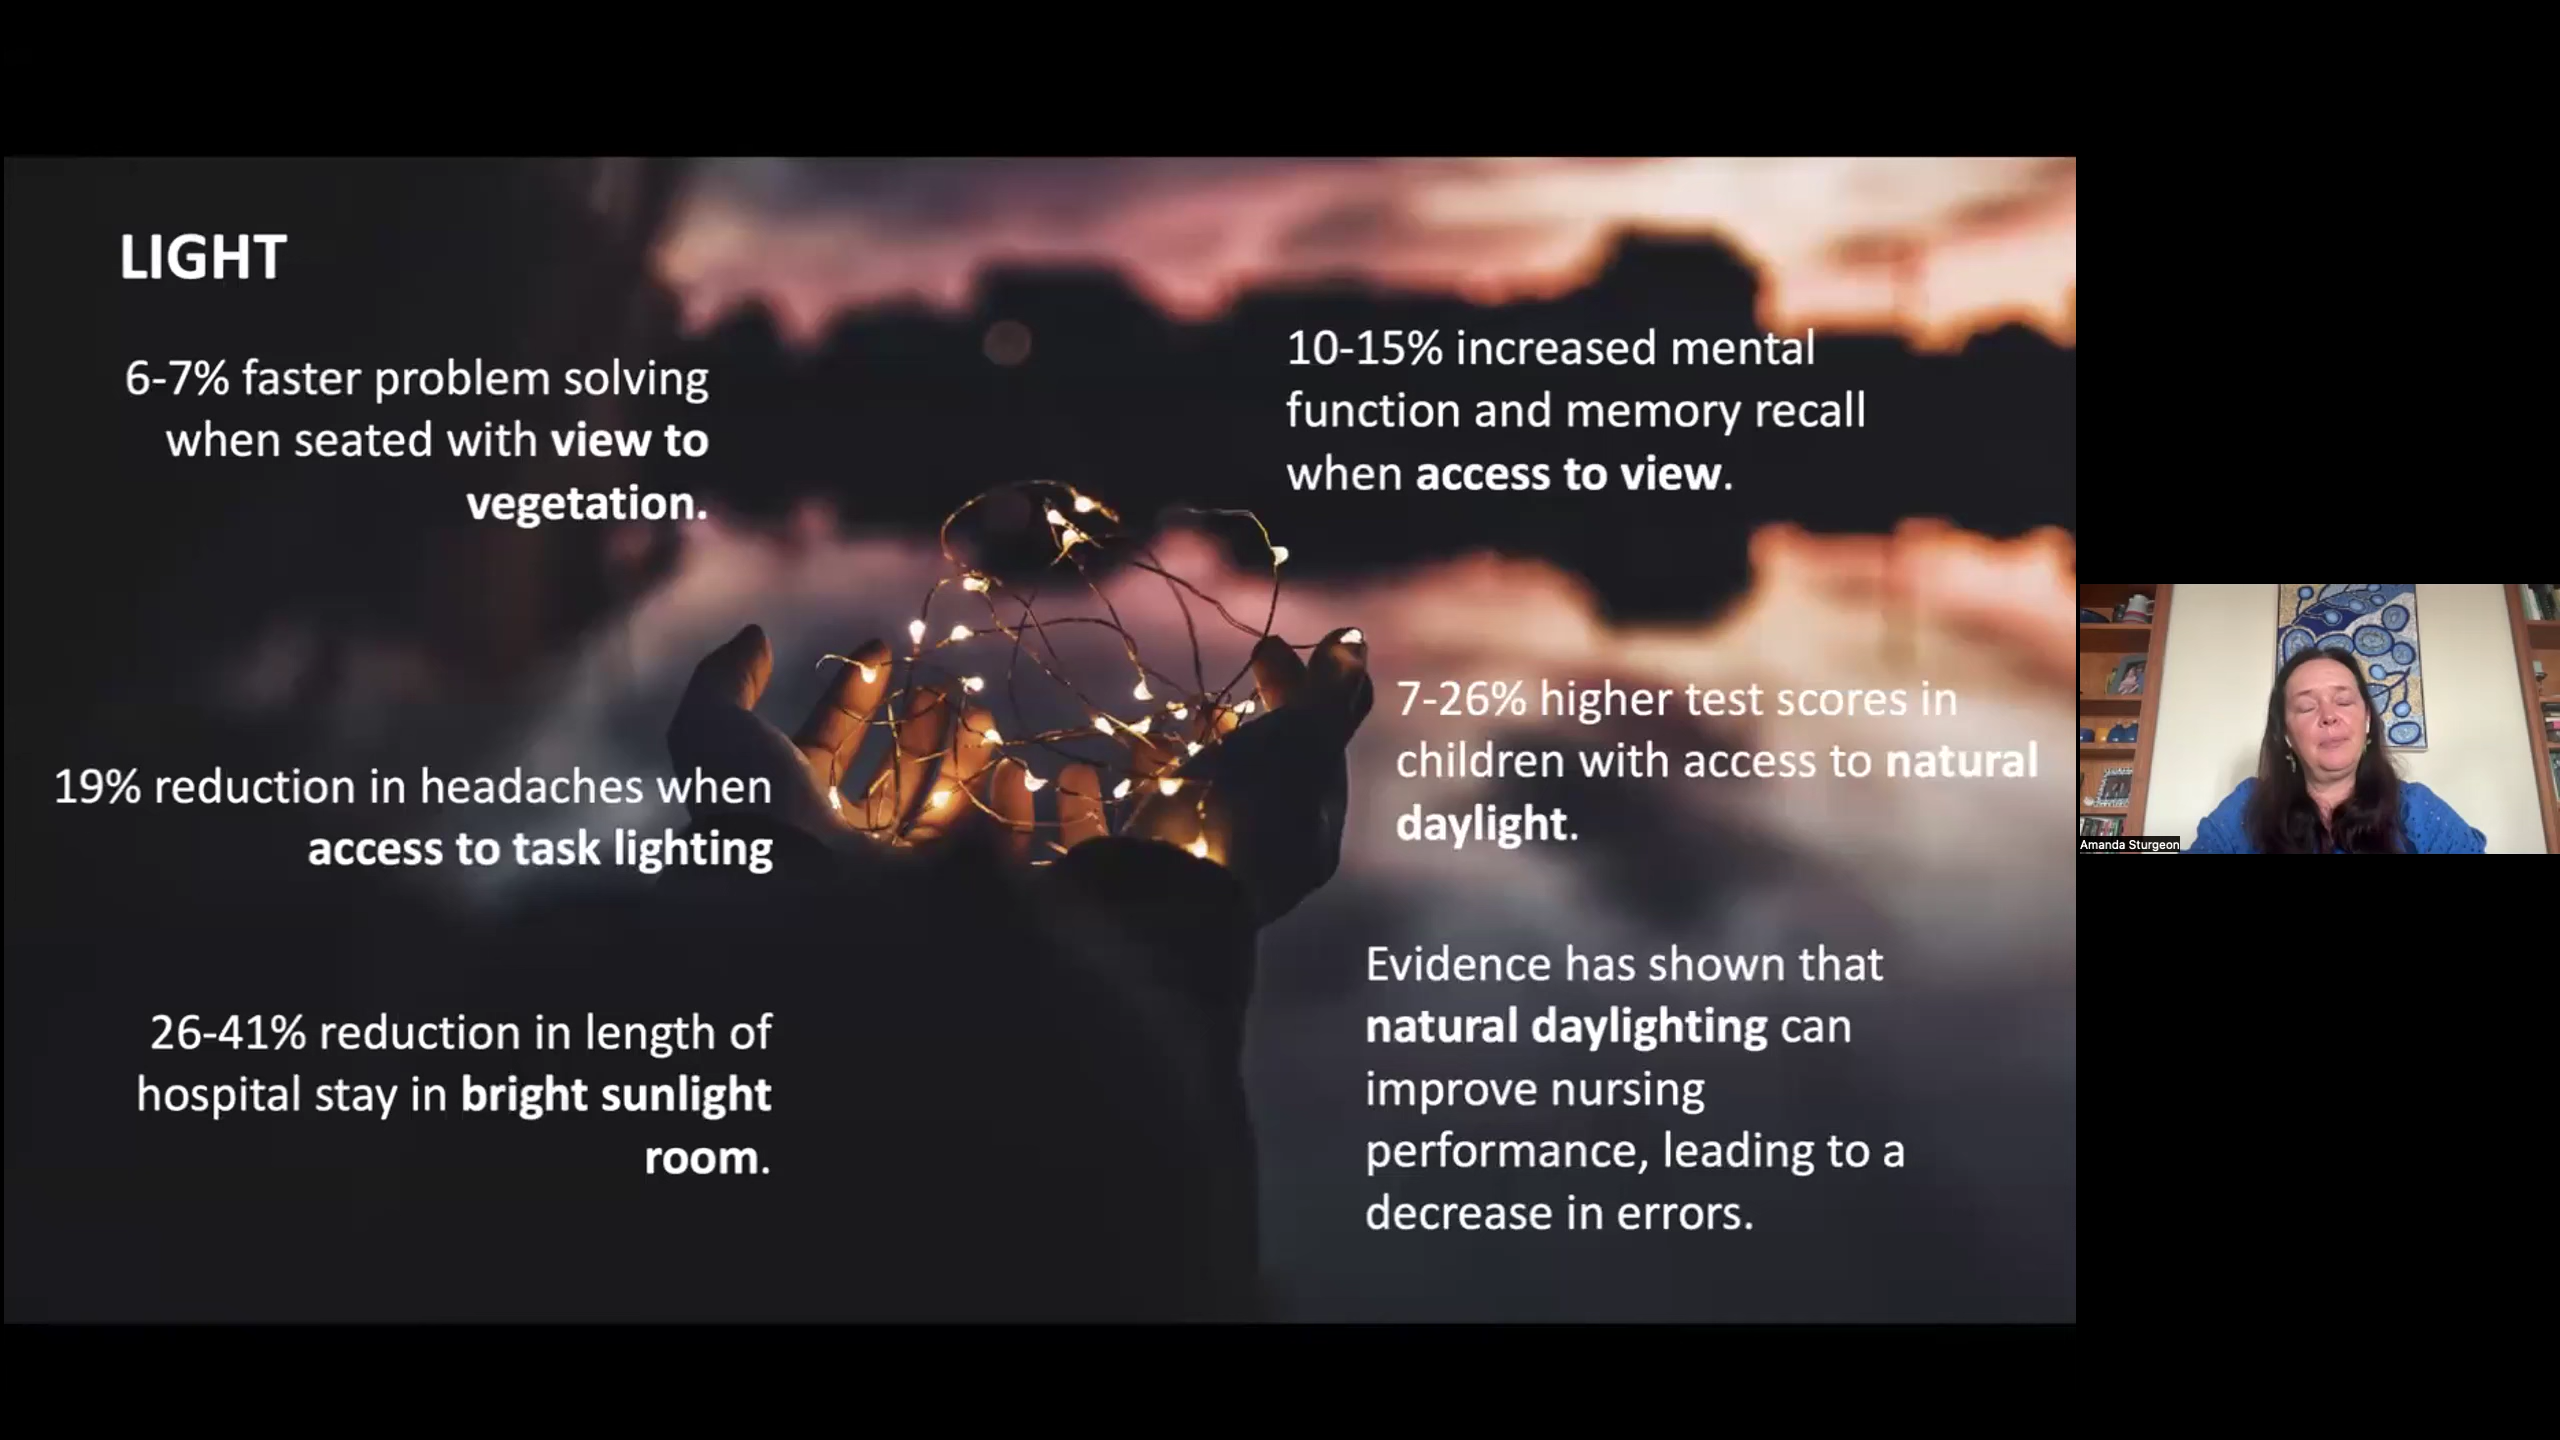 LIGHT
6-7% faster problem solving
when seated with view to
vegetation.
19% reduction in headaches when
access to task lighting
26-41% reduction in length of
hospital stay in bright sunlight
room.
10-15% increased mental
function and memory recall
when access to view.
7-26% higher test scores in
children with access to natural
daylight.
Evidence has shown that
natural daylighting can
improve nursing
performance, leading to a
decrease in errors.
Amanda Sturgeon